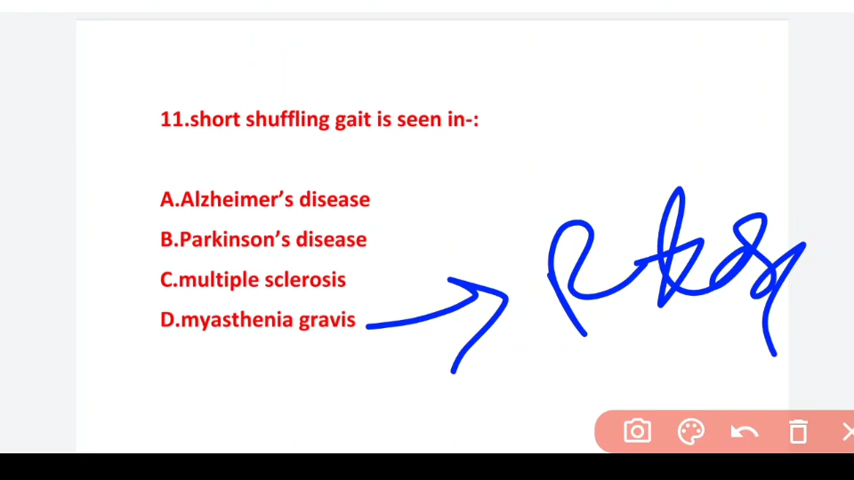 11.short shuffling gait is seen in-:
A.Alzheimer’s disease
B.Parkinson’s disease
C.multiple sclerosis
D.myasthenia gravis